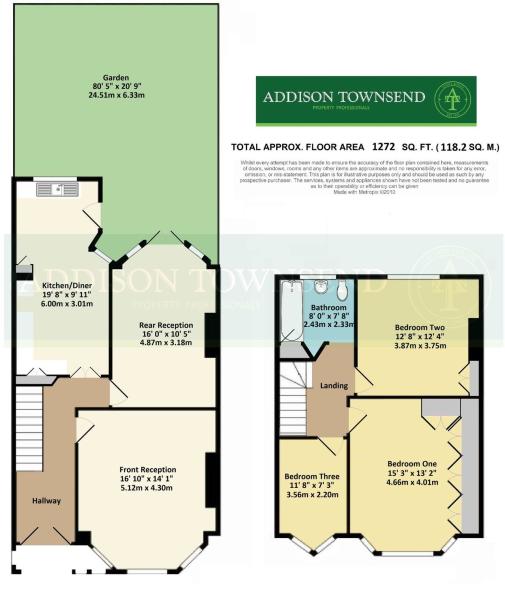 Garden
80' 5" x 20' 9"
24.51m x 6.33m
ADDISON TOWNSEND
PROPERTY PROFESSIONALS
TOTAL APPROX. FLOOR AREA 1272 SQ. FT. (118.2 SQ. M.)
Whilst every attempt has been made to ensure the accuracy of the floor plan contained here, measurements
of doors, windows, rooms and any other items are approximate and no responsibility is taken for any error,
omission, or mis-statement. This plan is for illustrative purposes only and should be used as such by any
prospective purchaser. The services, systems and appliances shown have not been tested and no guarantee
as to their operability or efficiency can be given
Made with Metropix ©2010
ADDISON TOWNSEND
PROPERTY PROFESSIONALS
Kitchen/Diner
19' 8" x 9' 11"
6.00m x 3.01m
Rear Reception
16' 0" x 10' 5"
4.87m x 3.18m
Front Reception
16' 10" x 14' 1"
5.12m x 4.30m
Hallway
Bathroom
8' 0" x 7' 8"
2.43m x 2.33m
Bedroom Two
12' 8" x 12' 4"
3.87m x 3.75m
Landing
Bedroom One
15' 3" x 13' 2"
4.66m x 4.01m
Bedroom Three
11' 8" x 7' 3"
3.56m x 2.20m